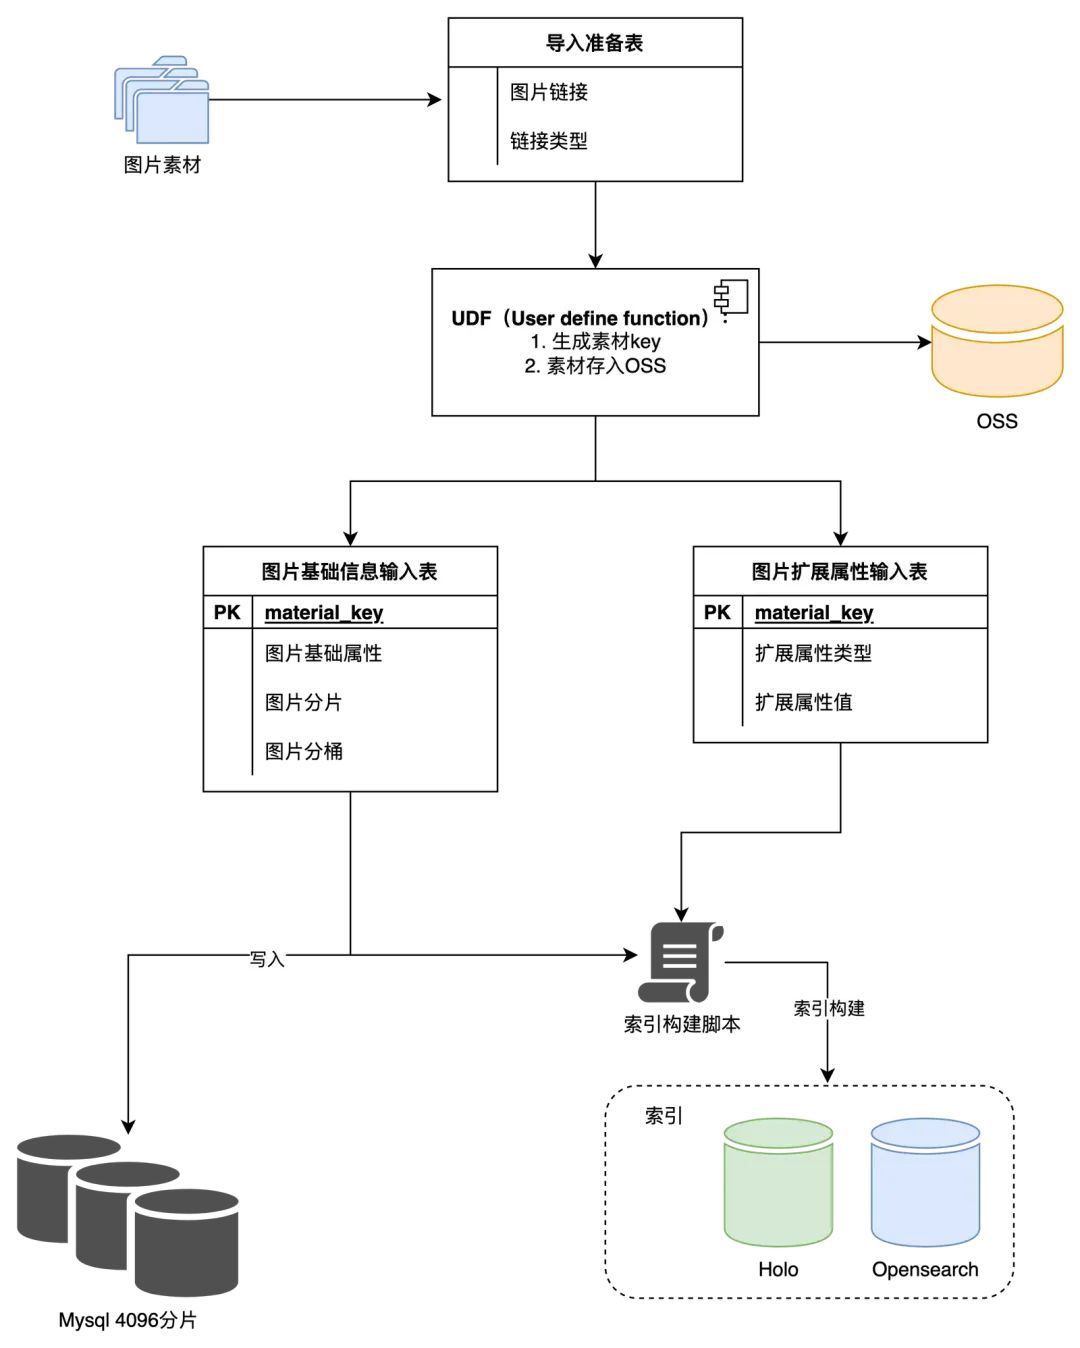 导入准备表
图片链接
链接类型
图片素材
UDF（User define function）:
1. 生成素材key
2. 素材存入OSS
OSS
图片基础信息输入表
PK material_key
图片基础属性
图片分片
图片分桶
图片扩展属性输入表
PK material_key
扩展属性类型
扩展属性值
写入
索引构建脚本
索引构建
索引
Holo
Opensearch
Mysql 4096分片